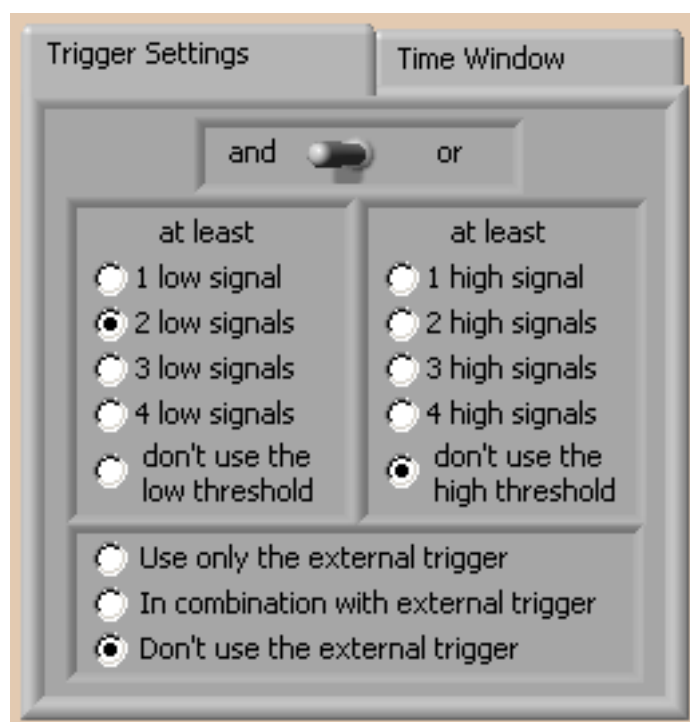 Trigger Settings
Time Window
and or
at least
1 low signal
2 low signals
3 low signals
4 low signals
don't use the
low threshold
at least
1 high signal
2 high signals
3 high signals
4 high signals
don't use the
high threshold
Use only the external trigger
In combination with external trigger
Don't use the external trigger